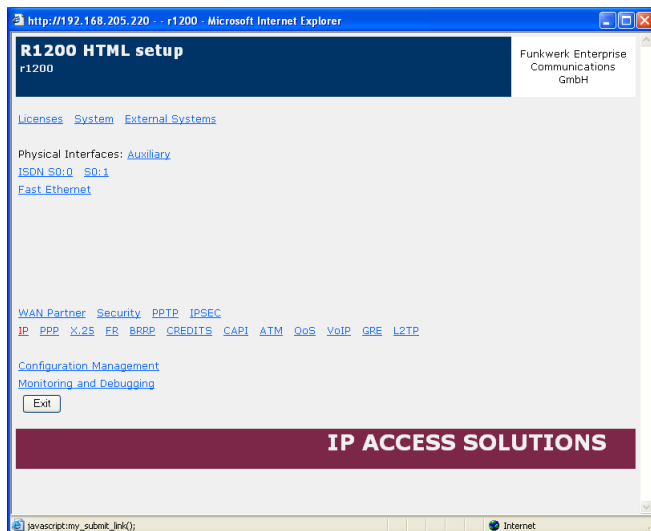 http://192.168.205.220 - - r1200 - Microsoft Internet Explorer
R1200 HTML setup
r1200
Funkwerk Enterprise
Communications
GmbH
Licenses System External Systems
Physical Interfaces: Auxiliary
ISDN S0:0 S0:1
Fast Ethernet
WAN Partner Security PPTP IPSEC
IP PPP X.25 FR BRRP CREDITS CAPI ATM QoS VoIP GRE L2TP
Configuration Management
Monitoring and Debugging
Exit
IP ACCESS SOLUTIONS
javascript:my_submit_link(); Internet